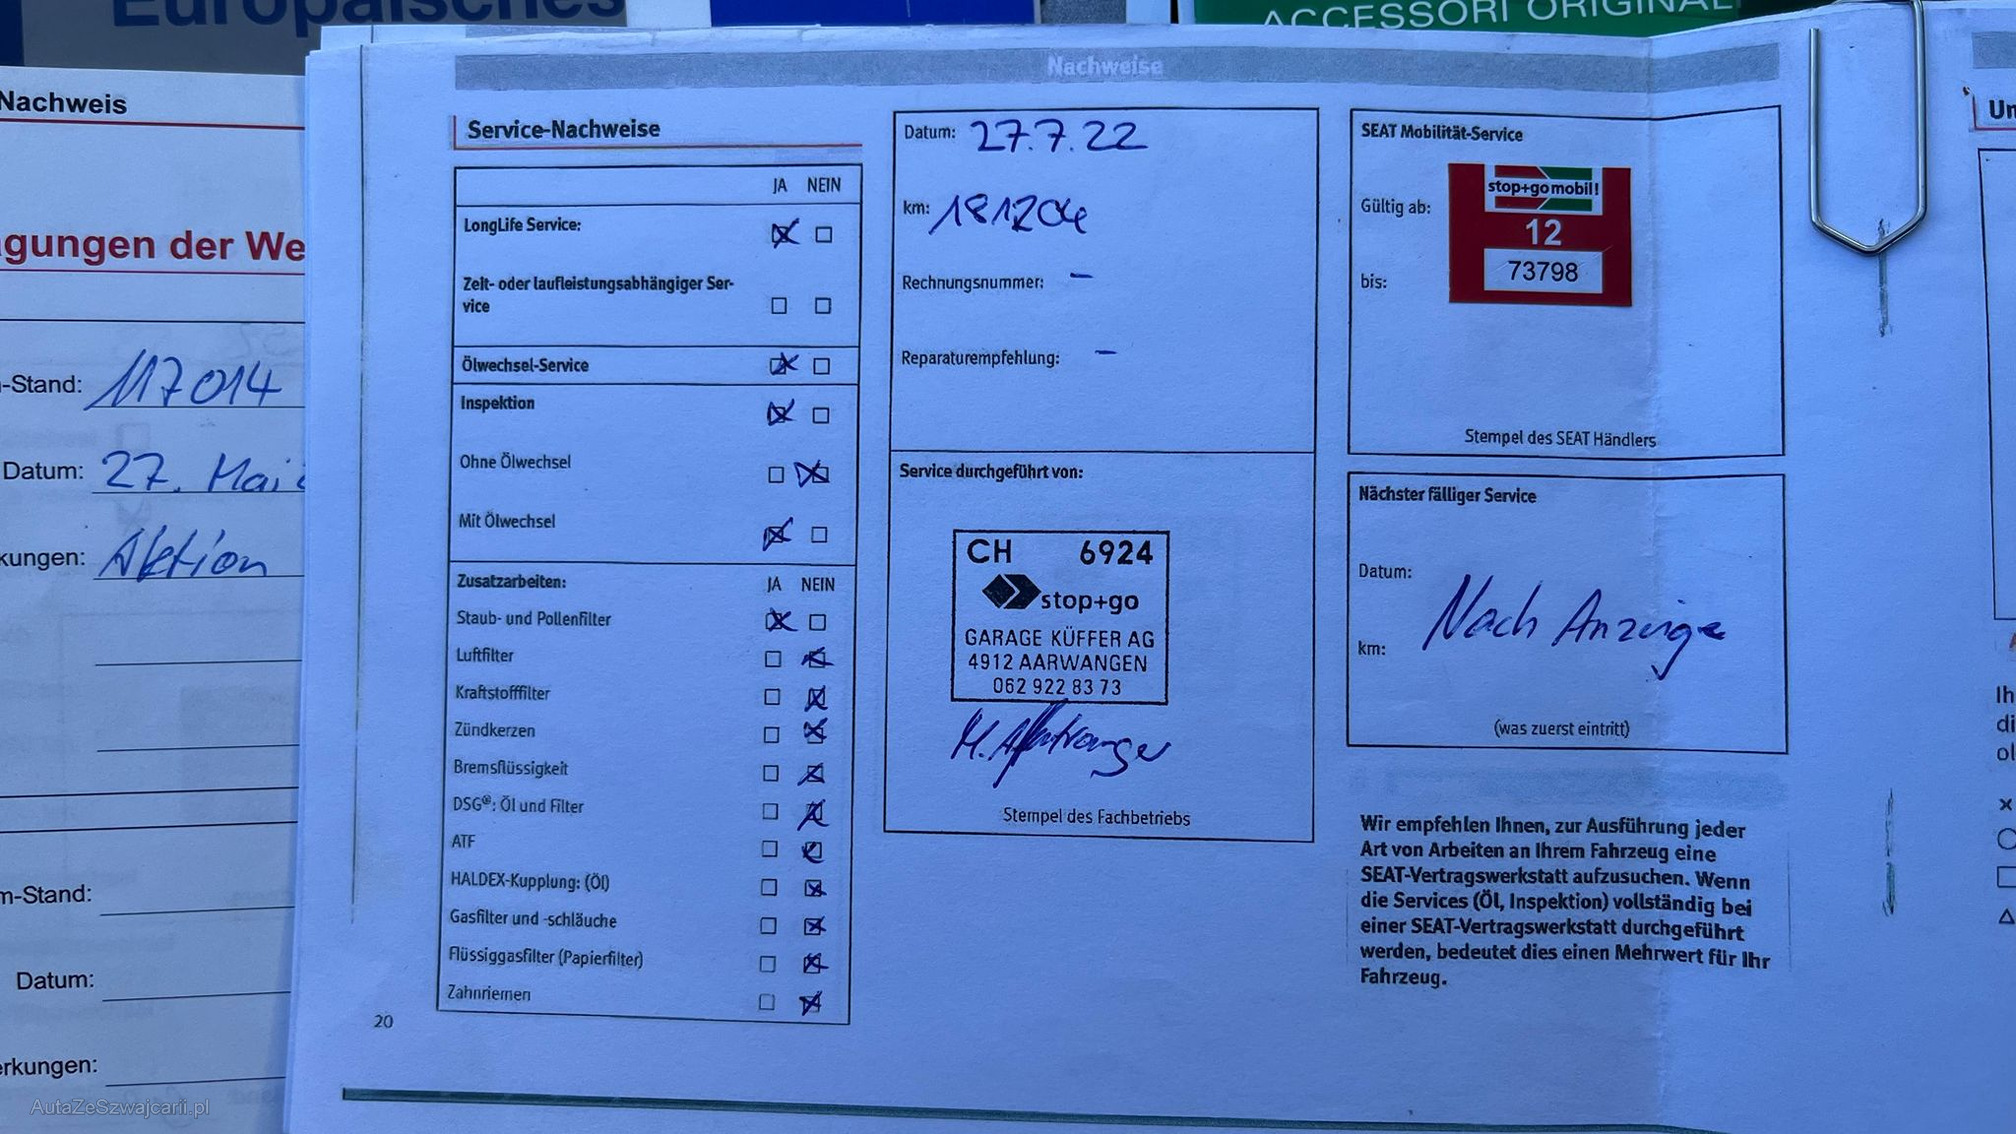 Europäisches
ACCESSORI ORIGINAL
Nachweis
gungen der We
-Stand: 117014
Datum: 27. Mai
kungen: Aktion
m-Stand:
Datum:
erkungen:
Nachweise
Service-Nachweise
JA NEIN
LongLife Service:
Zeit- oder laufleistungsabhängiger Ser-
vice
Ölwechsel-Service
Inspektion
Ohne Ölwechsel
Mit Ölwechsel
Zusatzarbeiten: JA NEIN
Staub- und Pollenfilter
Luftfilter
Kraftstofffilter
Zündkerzen
Bremsflüssigkeit
DSG®: Öl und Filter
ATF
HALDEX-Kupplung: (Öl)
Gasfilter und -schläuche
Flüssiggasfilter (Papierfilter)
Zahnriemen
20
Datum: 27.7.22
km: 181204
Rechnungsnummer: –
Reparaturempfehlung: –
Service durchgeführt von:
CH 6924
stop+go
GARAGE KÜFFER AG
4912 AARWANGEN
062 922 83 73
Stempel des Fachbetriebs
SEAT Mobilität-Service
Gültig ab:
bis:
stop+go mobil!
12
73798
Stempel des SEAT Händlers
Nächster fälliger Service
Datum:
Nach Anzeige
km:
(was zuerst eintritt)
Wir empfehlen Ihnen, zur Ausführung jeder
Art von Arbeiten an Ihrem Fahrzeug eine
SEAT-Vertragswerkstatt aufzusuchen. Wenn
die Services (Öl, Inspektion) vollständig bei
einer SEAT-Vertragswerkstatt durchgeführt
werden, bedeutet dies einen Mehrwert für Ihr
Fahrzeug.
Un
Ih
di
ol
AutaZeSzwajcarii.pl